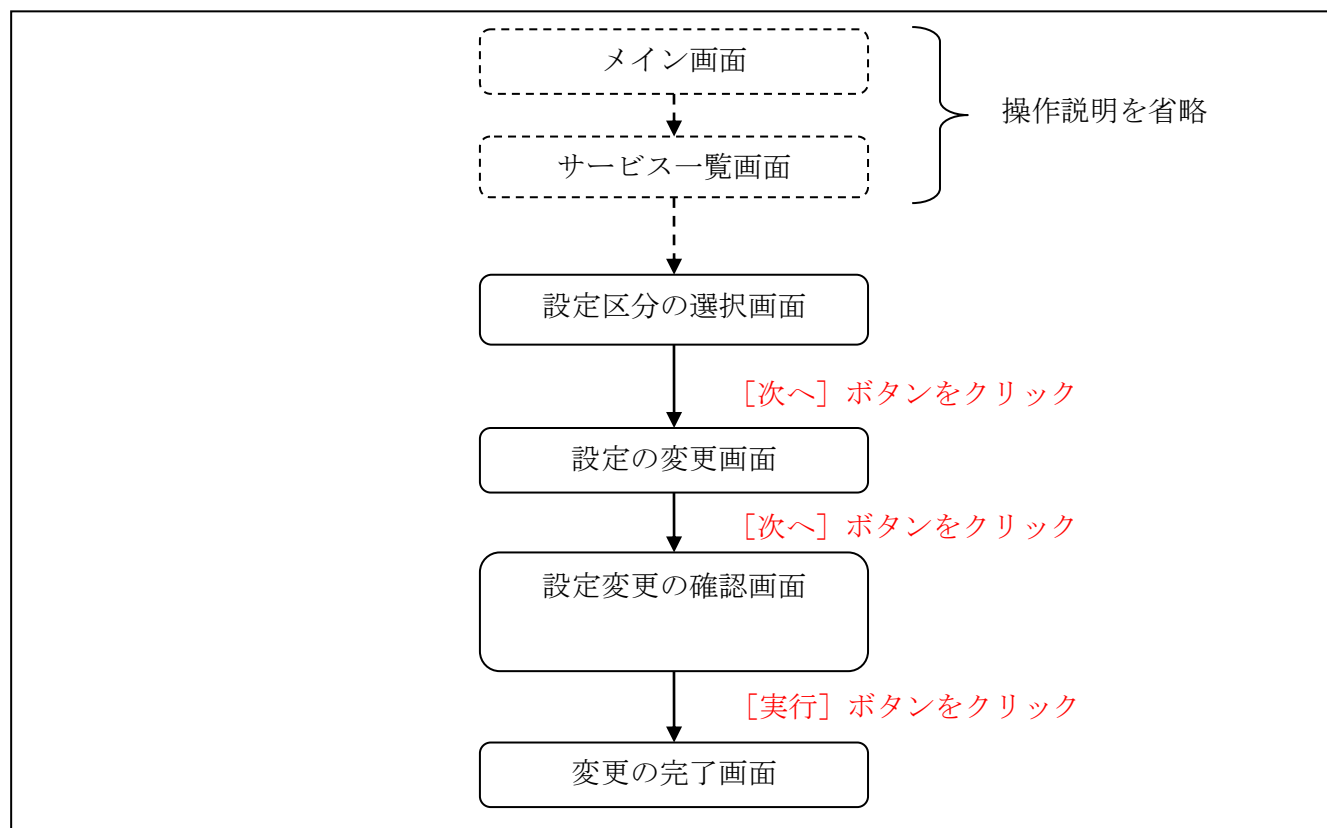 メイン画面
操作説明を省略
サービス一覧画面
設定区分の選択画面
［次へ］ボタンをクリック
設定の変更画面
［次へ］ボタンをクリック
設定変更の確認画面
［実行］ボタンをクリック
変更の完了画面